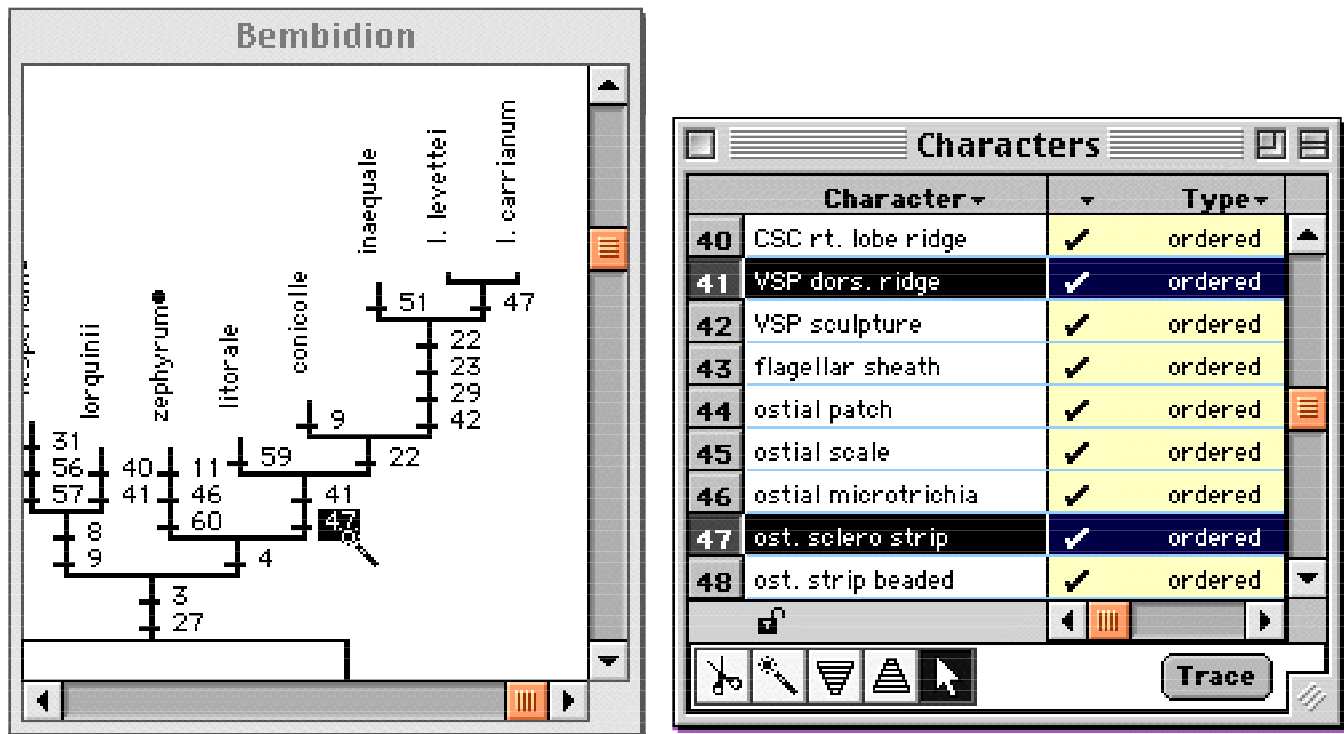 Bembidion
inaequale
l. levettei
l. carrianum
lorquinii
zephyrum●
litorale
conicolle
51
47
22
23
29
42
9
31
59
22
56
40
11
57
41
46
41
60
47
8
9
4
3
27
Characters
Character Type
40 CSC rt. lobe ridge ✓ ordered
41 VSP dors. ridge ✓ ordered
42 VSP sculpture ✓ ordered
43 flagellar sheath ✓ ordered
44 ostial patch ✓ ordered
45 ostial scale ✓ ordered
46 ostial microtrichia ✓ ordered
47 ost. sclero strip ✓ ordered
48 ost. strip beaded ✓ ordered
Trace